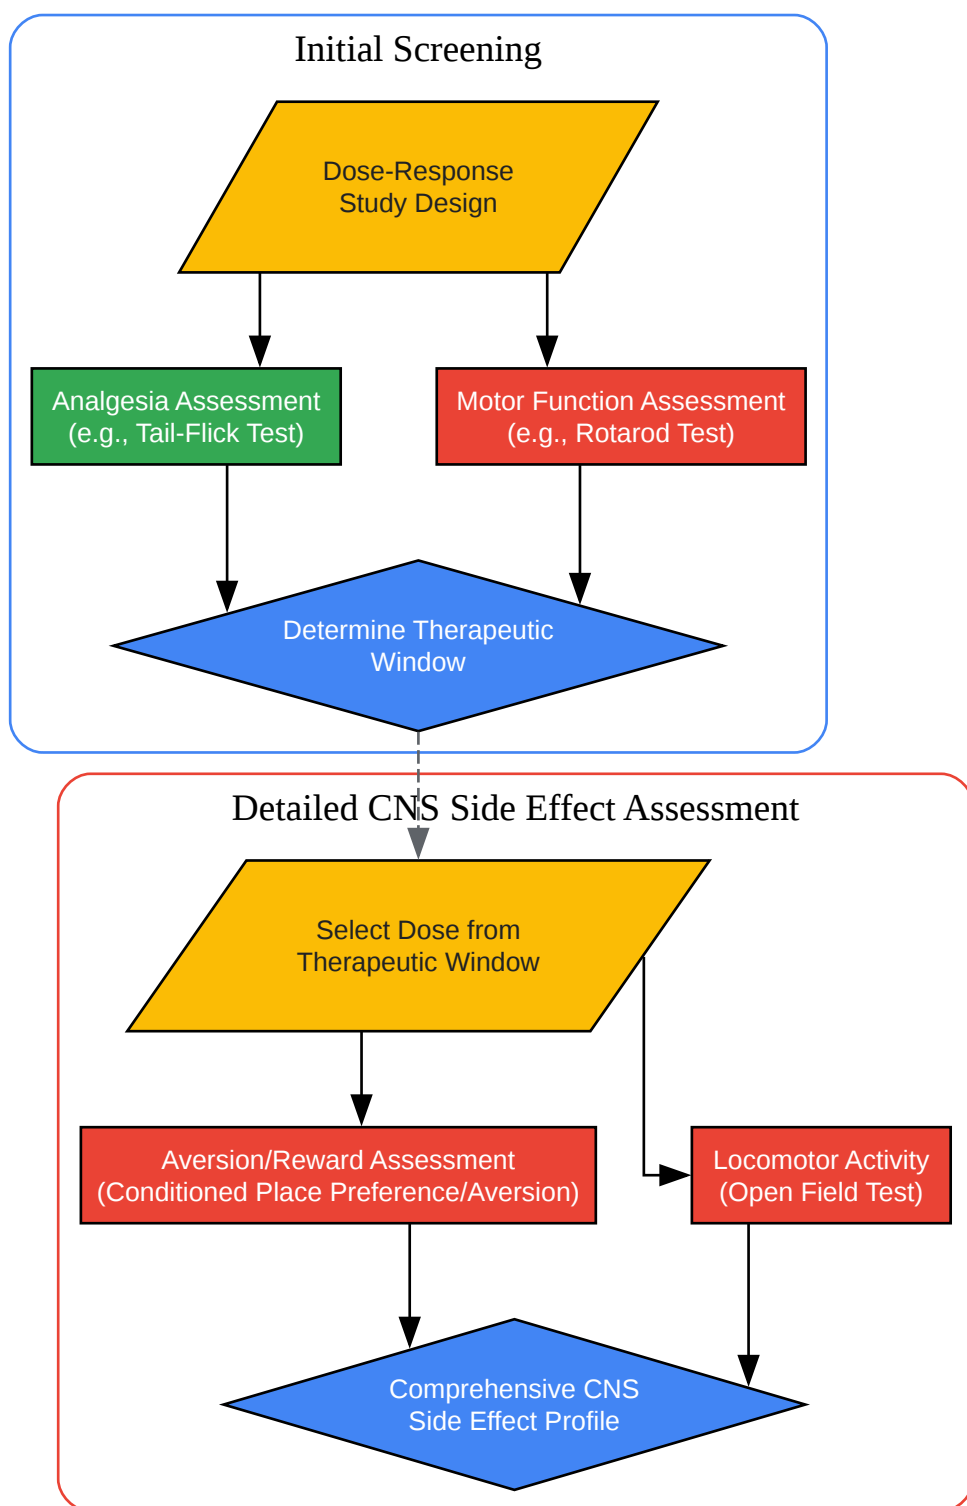 Initial Screening
Dose-Response
Study Design
Analgesia Assessment
(e.g., Tail-Flick Test)
Motor Function Assessment
(e.g., Rotarod Test)
Determine Therapeutic
Window
Detailed CNS Side Effect Assessment
Select Dose from
Therapeutic Window
Aversion/Reward Assessment
(Conditioned Place Preference/Aversion)
Locomotor Activity
(Open Field Test)
Comprehensive CNS
Side Effect Profile